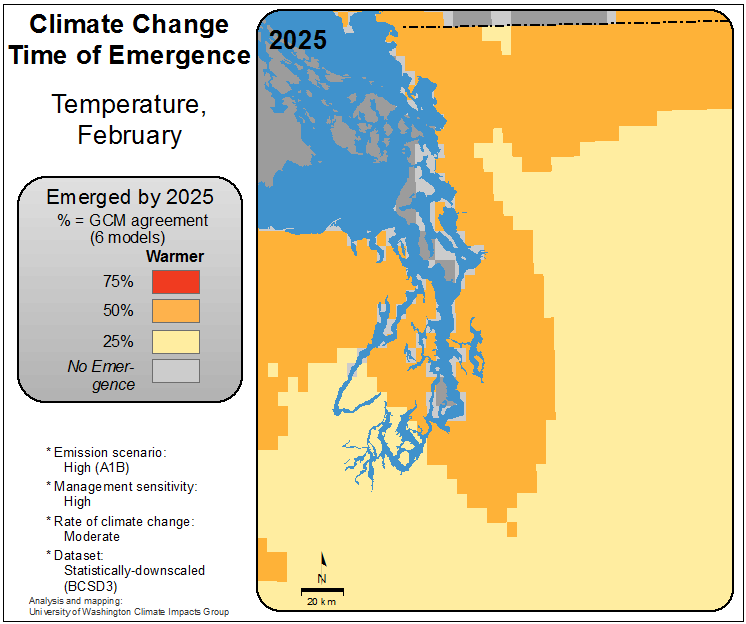 Climate Change
Time of Emergence
Temperature,
February
Emerged by 2025
% = GCM agreement
(6 models)
Warmer
75%
50%
25%
No Emer-
gence
* Emission scenario:
High (A1B)
* Management sensitivity:
High
* Rate of climate change:
Moderate
* Dataset:
Statistically-downscaled
(BCSD3)
Analysis and mapping:
University of Washington Climate Impacts Group
2025
N
20 km